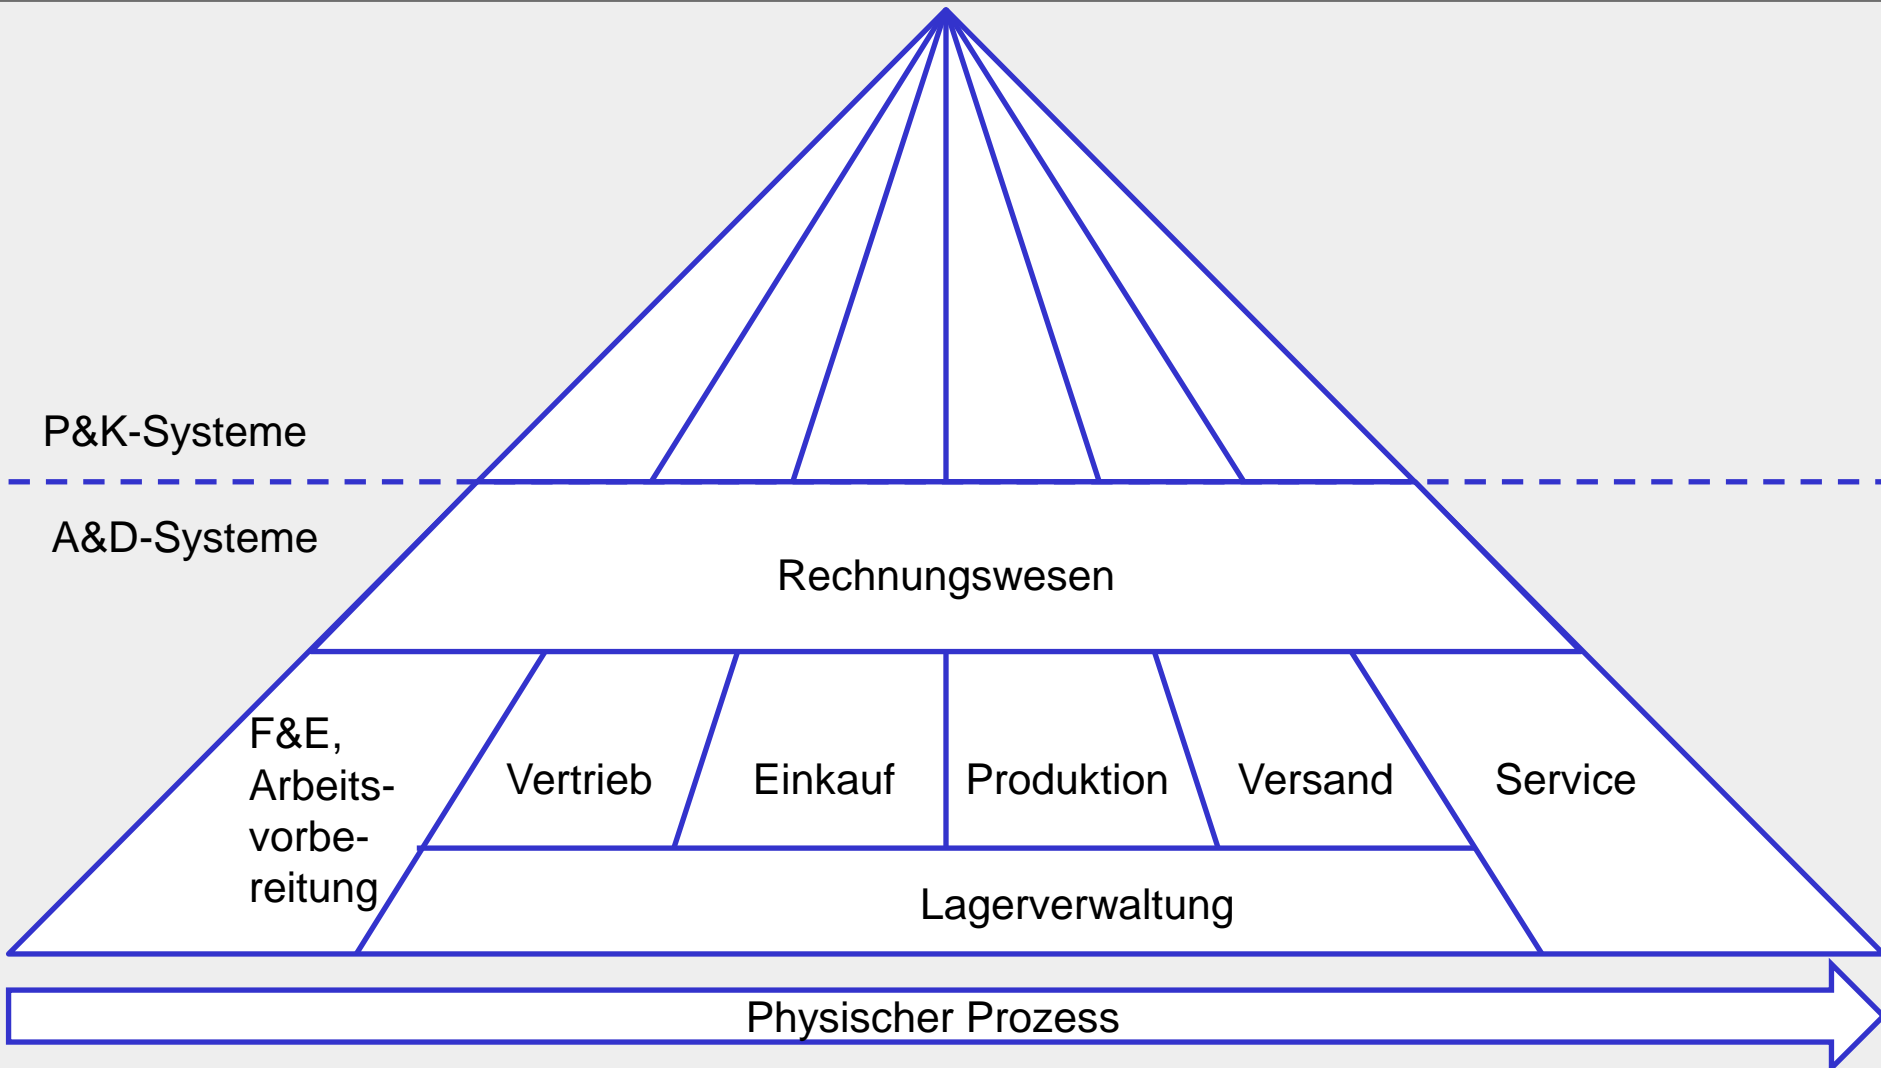 P&K-Systeme
A&D-Systeme
Rechnungswesen
F&E,
Arbeits-
vorbe-
reitung
Vertrieb
Einkauf
Produktion
Versand
Service
Lagerverwaltung
Physischer Prozess